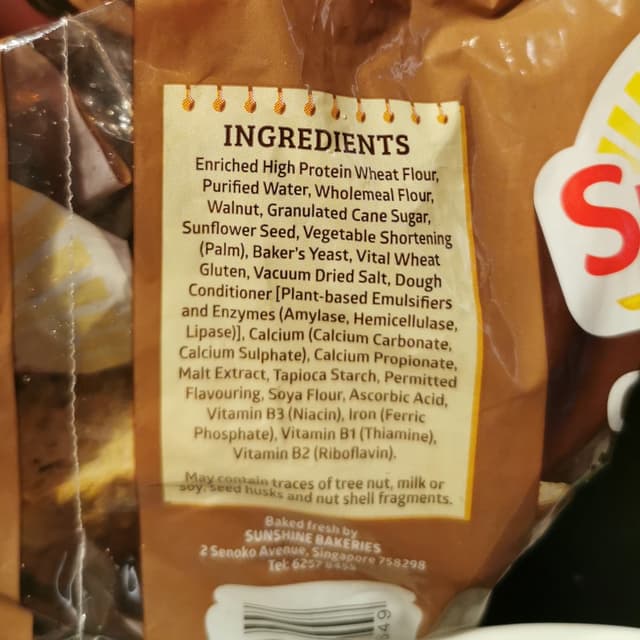 INGREDIENTS
Enriched High Protein Wheat Flour,
Purified Water, Wholemeal Flour,
Walnut, Granulated Cane Sugar,
Sunflower Seed, Vegetable Shortening
(Palm), Baker's Yeast, Vital Wheat
Gluten, Vacuum Dried Salt, Dough
Conditioner [Plant-based Emulsifiers
and Enzymes (Amylase, Hemicellulase,
Lipase)], Calcium (Calcium Carbonate,
Calcium Sulphate), Calcium Propionate,
Malt Extract, Tapioca Starch, Permitted
Flavouring, Soya Flour, Ascorbic Acid,
Vitamin B3 (Niacin), Iron (Ferric
Phosphate), Vitamin B1 (Thiamine),
Vitamin B2 (Riboflavin).
May contain traces of tree nut, milk or
soy, seed husks and nut shell fragments.
Baked fresh by
SUNSHINE BAKERIES
2 Senoko Avenue, Singapore 758298
Tel: 6257
S